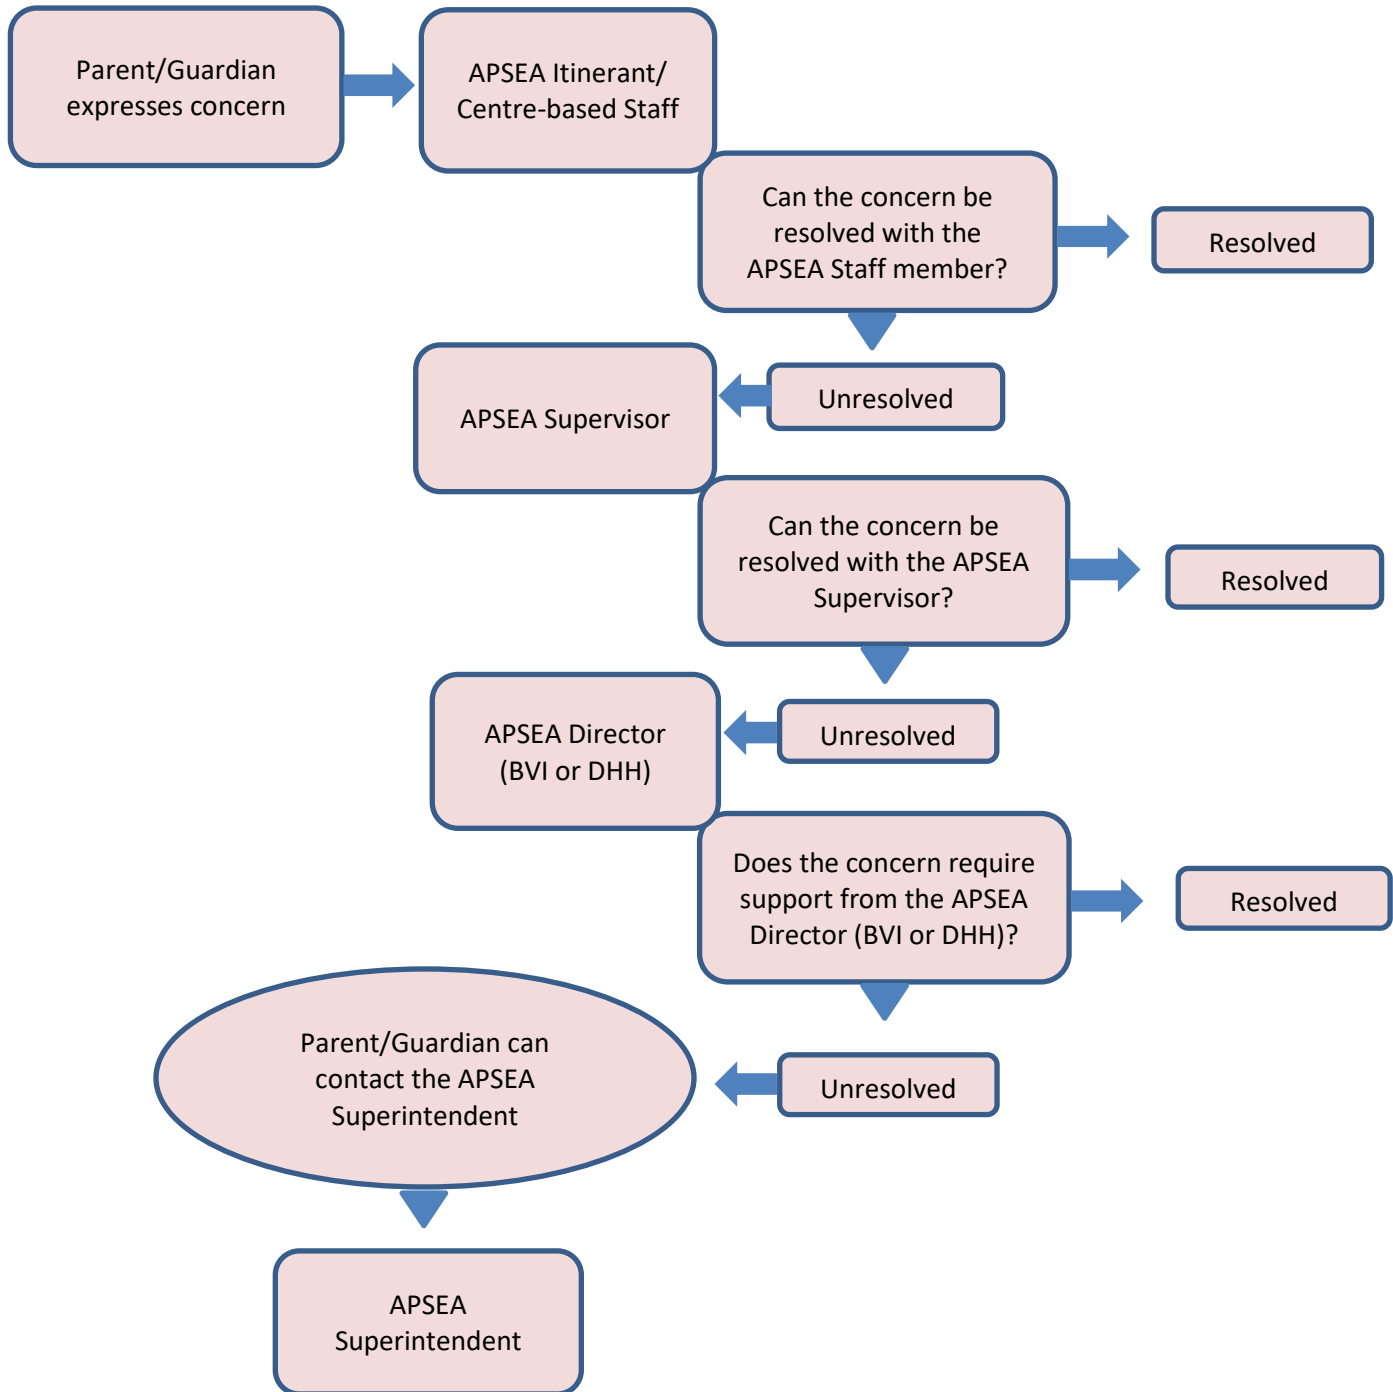 Parent/Guardian
expresses concern
APSEA Itinerant/
Centre-based Staff
Can the concern be
resolved with the
APSEA Staff member?
Resolved
Unresolved
APSEA Supervisor
Can the concern be
resolved with the APSEA
Supervisor?
Resolved
Unresolved
APSEA Director
(BVI or DHH)
Does the concern require
support from the APSEA
Director (BVI or DHH)?
Resolved
Unresolved
Parent/Guardian can
contact the APSEA
Superintendent
APSEA
Superintendent